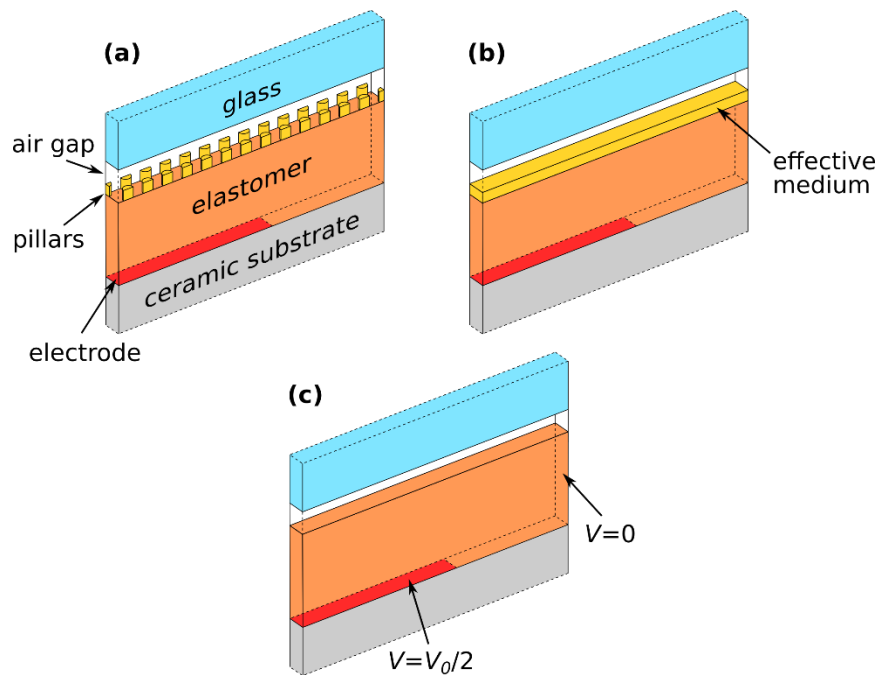 (a)
glass
air gap
elastomer
pillars
ceramic substrate
electrode
(b)
effective
medium
(c)
V=0
V=V₀/2